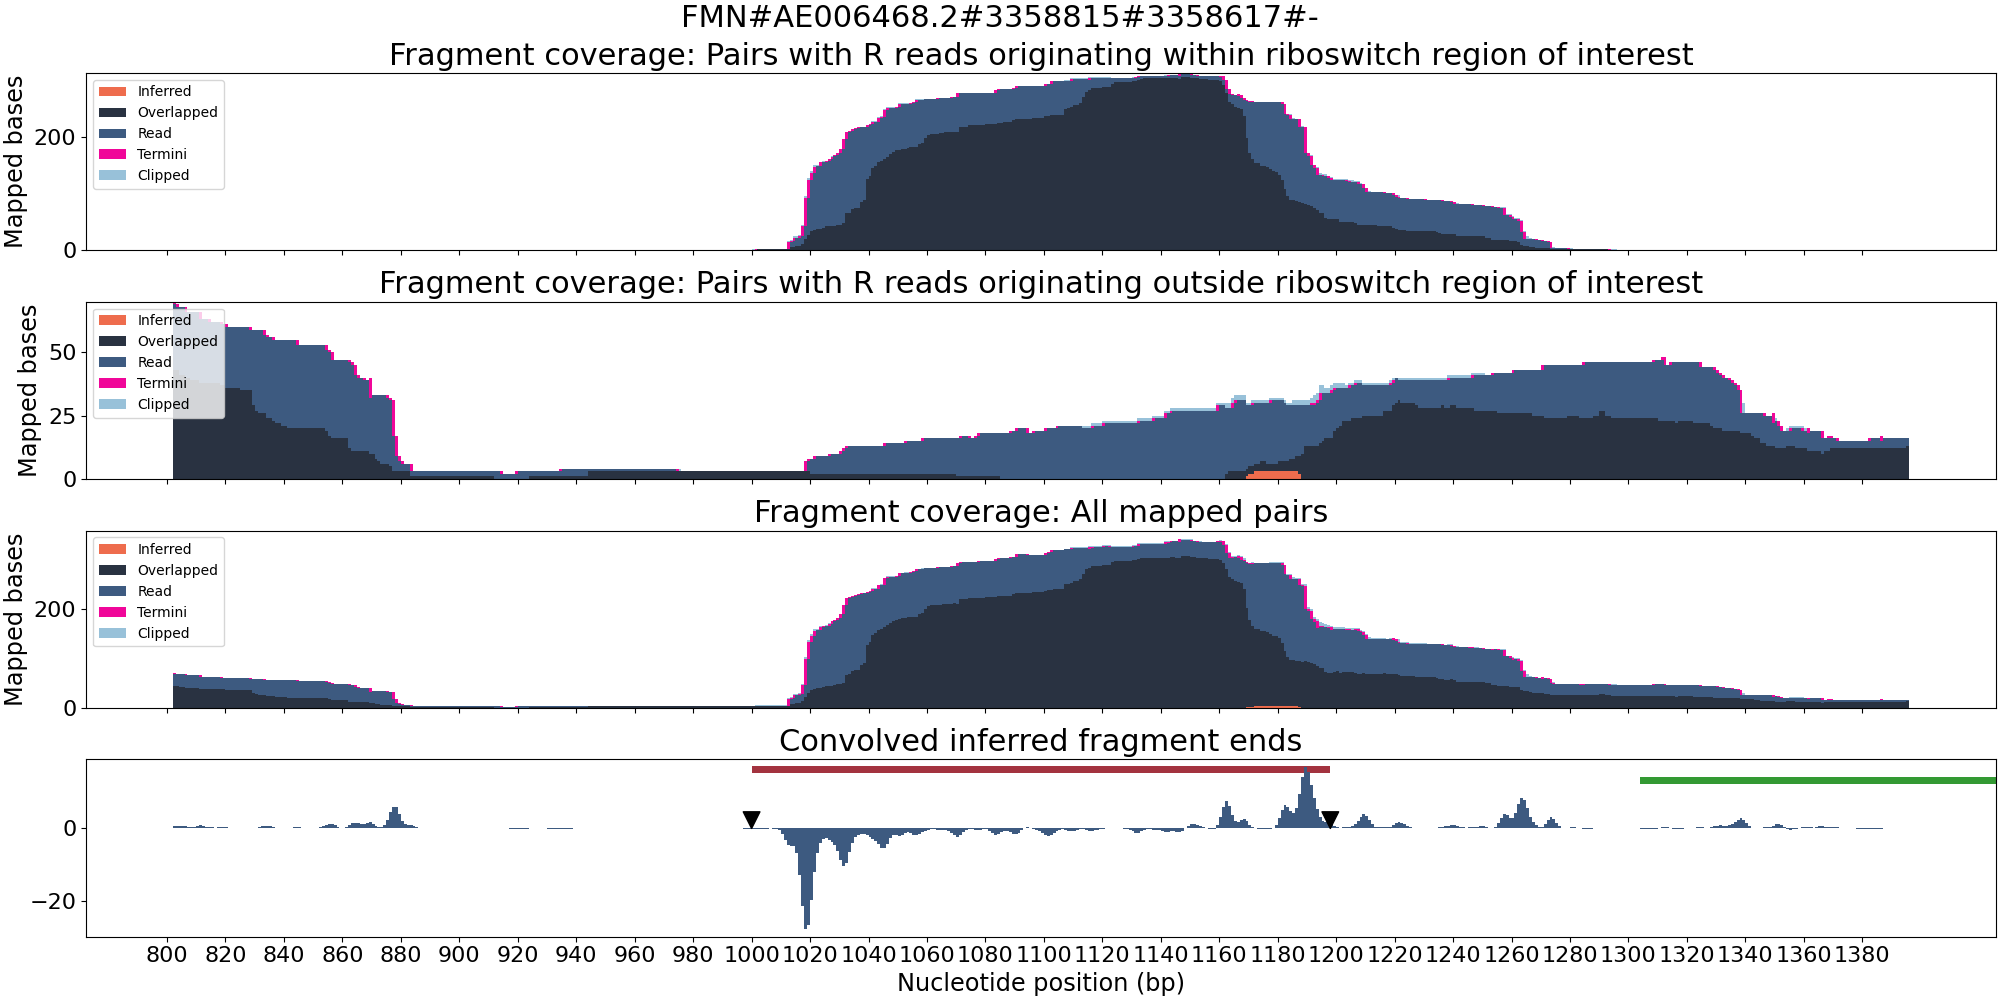 FMN#AE006468.2#3358815#3358617#-
Fragment coverage: Pairs with R reads originating within riboswitch region of interest
Mapped bases
200
0
Inferred
Overlapped
Read
Termini
Clipped
Fragment coverage: Pairs with R reads originating outside riboswitch region of interest
Mapped bases
50
25
0
Inferred
Overlapped
Read
Termini
Clipped
Fragment coverage: All mapped pairs
Mapped bases
200
0
Inferred
Overlapped
Read
Termini
Clipped
Convolved inferred fragment ends
0
−20
800 820 840 860 880 900 920 940 960 980 1000 1020 1040 1060 1080 1100 1120 1140 1160 1180 1200 1220 1240 1260 1280 1300 1320 1340 1360 1380
Nucleotide position (bp)